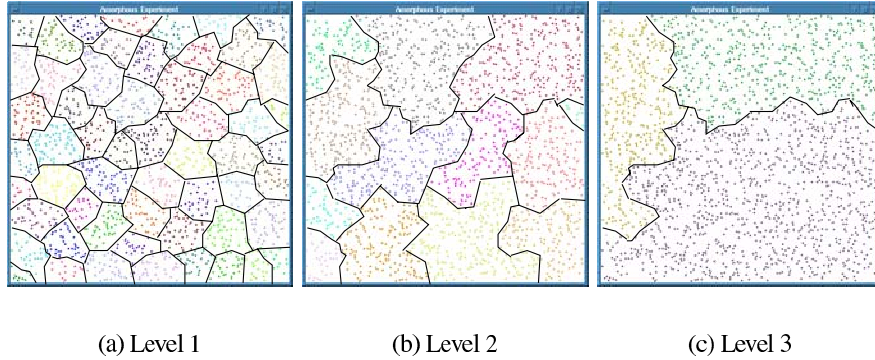 Amorphous Experiment
Amorphous Experiment
Amorphous Experiment
(a) Level 1
(b) Level 2
(c) Level 3